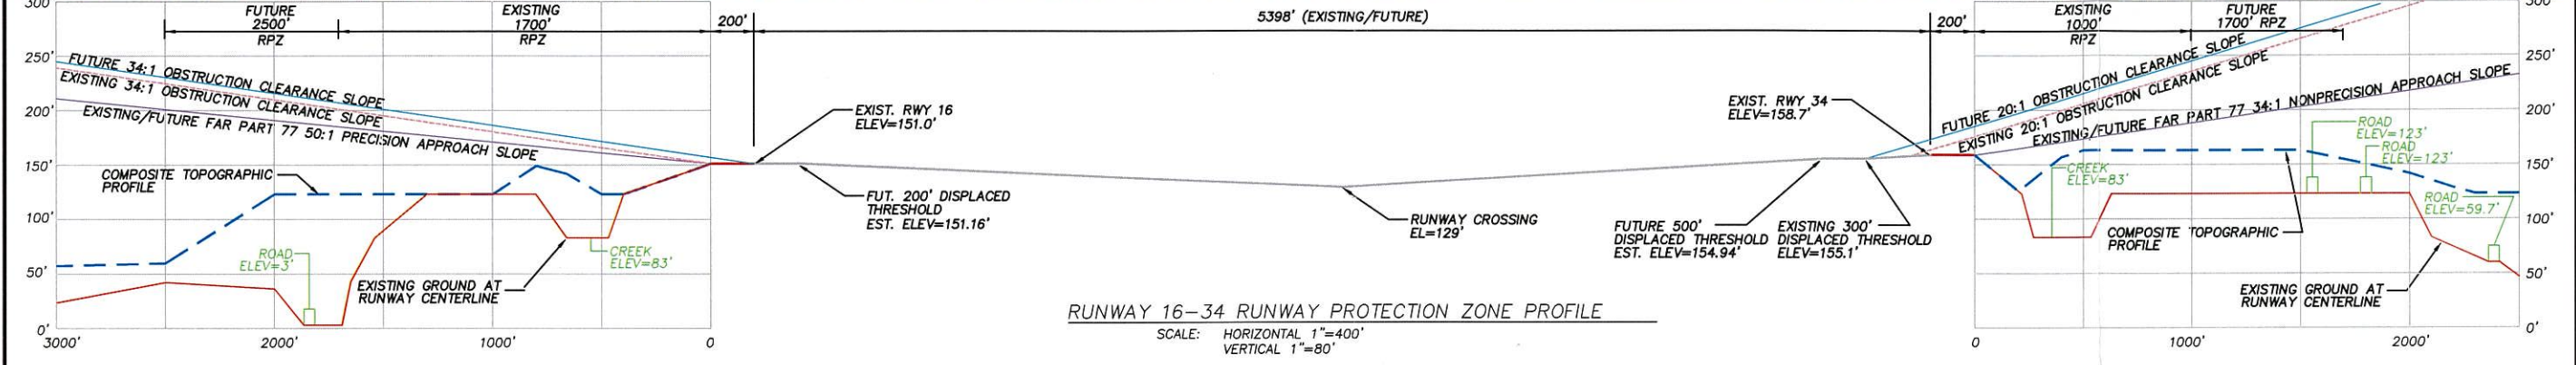 300'
250'
200'
150'
100'
50'
0'
FUTURE
2500'
RPZ
EXISTING
1700'
RPZ
200'
5398' (EXISTING/FUTURE)
200'
EXISTING
1000'
RPZ
FUTURE
1700' RPZ
FUTURE 34:1 OBSTRUCTION CLEARANCE SLOPE
EXISTING 34:1 OBSTRUCTION CLEARANCE SLOPE
EXISTING/FUTURE FAR PART 77 50:1 PRECISION APPROACH SLOPE
COMPOSITE TOPOGRAPHIC
PROFILE
ROAD
ELEV=3'
EXISTING GROUND AT
RUNWAY CENTERLINE
CREEK
ELEV=83'
3000'
2000'
1000'
0
EXIST. RWY 16
ELEV=151.0'
FUT. 200' DISPLACED
THRESHOLD
EST. ELEV=151.16'
RUNWAY CROSSING
EL=129'
EXIST. RWY 34
ELEV=158.7'
FUTURE 500'
DISPLACED THRESHOLD
EST. ELEV=154.94'
EXISTING 300'
DISPLACED THRESHOLD
ELEV=155.1'
RUNWAY 16-34 RUNWAY PROTECTION ZONE PROFILE
SCALE: HORIZONTAL 1"=400'
VERTICAL 1"=80'
FUTURE 20:1 OBSTRUCTION CLEARANCE SLOPE
EXISTING 20:1 OBSTRUCTION CLEARANCE SLOPE
EXISTING/FUTURE FAR PART 77 34:1 NONPRECISION APPROACH SLOPE
CREEK
ELEV=83'
ROAD
ELEV=123'
ROAD
ELEV=123'
ROAD
ELEV=59.7'
COMPOSITE TOPOGRAPHIC
PROFILE
EXISTING GROUND AT
RUNWAY CENTERLINE
0
1000'
2000'
300'
250'
200'
150'
100'
50'
0'